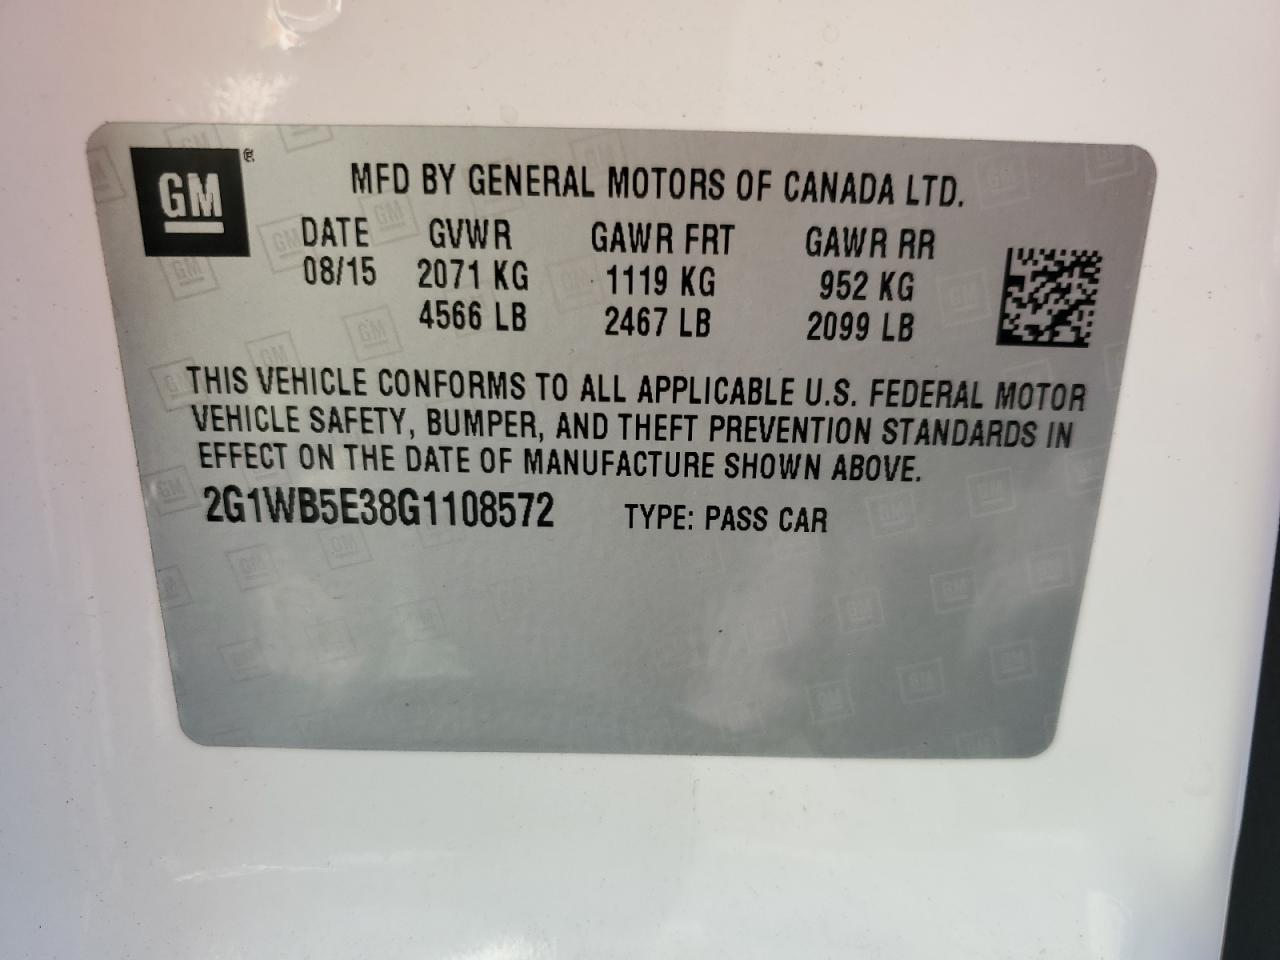 GM
MFD BY GENERAL MOTORS OF CANADA LTD.
DATE GVWR GAWR FRT GAWR RR
08/15 2071 KG 1119 KG 952 KG
4566 LB 2467 LB 2099 LB
THIS VEHICLE CONFORMS TO ALL APPLICABLE U.S. FEDERAL MOTOR
VEHICLE SAFETY, BUMPER, AND THEFT PREVENTION STANDARDS IN
EFFECT ON THE DATE OF MANUFACTURE SHOWN ABOVE.
2G1WB5E38G1108572 TYPE: PASS CAR